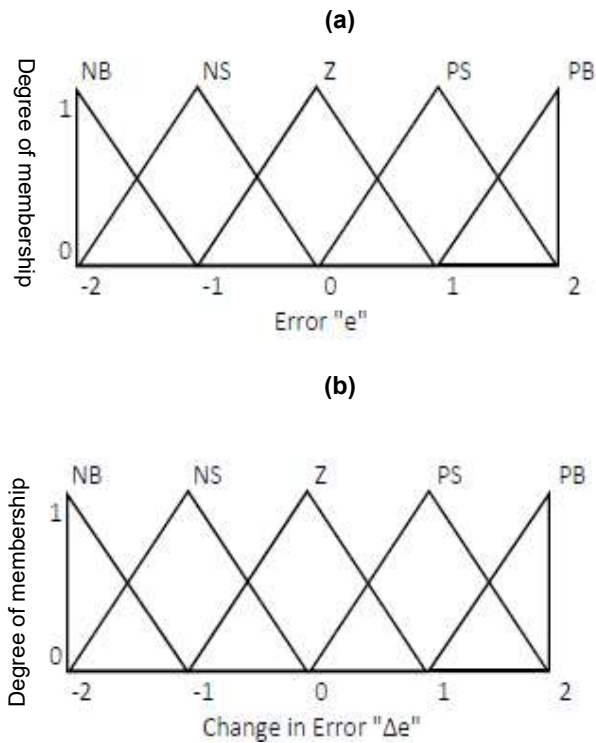 (a)
NB NS Z PS PB
Degree of membership
1
0
-2 -1 0 1 2
Error "e"
(b)
NB NS Z PS PB
Degree of membership
1
0
-2 -1 0 1 2
Change in Error "Δe"